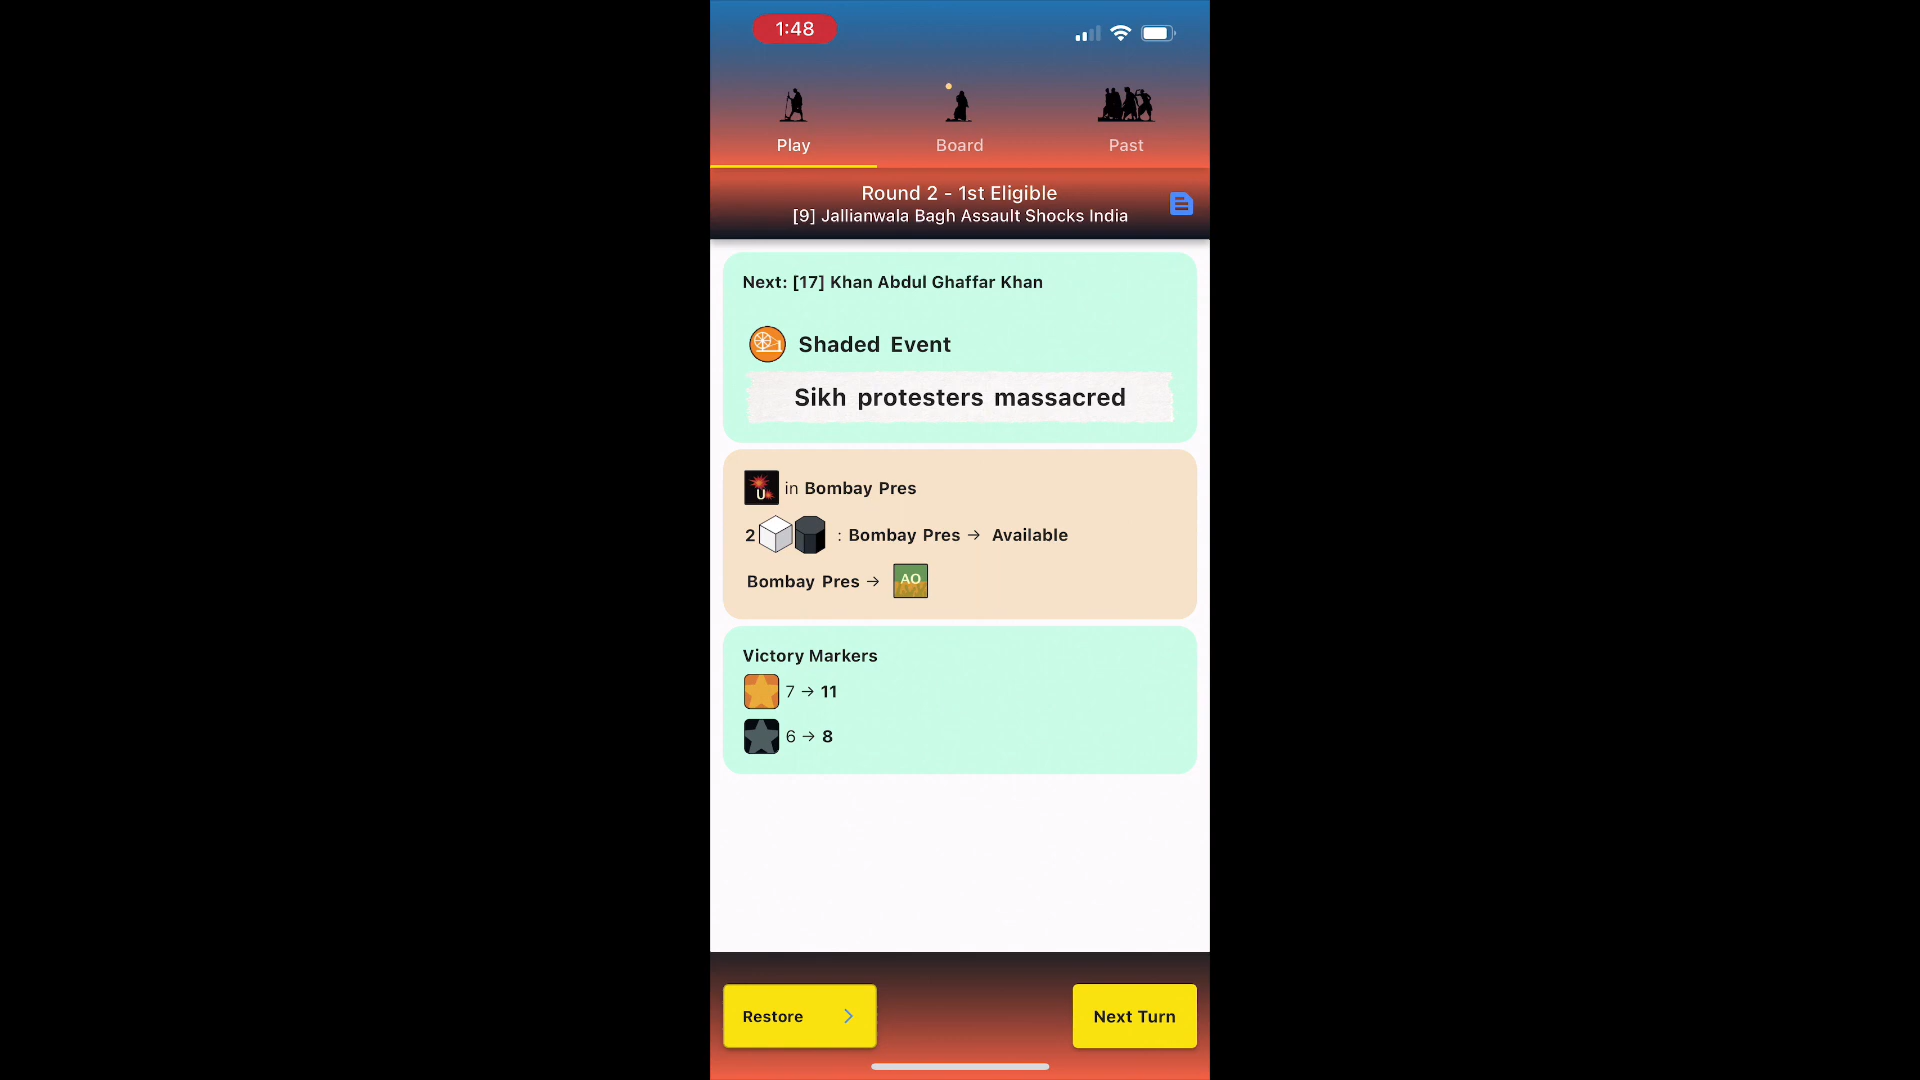 1:48
Play
Board
Past
Round 2 - 1st Eligible
[9] Jallianwala Bagh Assault Shocks India
Next: [17] Khan Abdul Ghaffar Khan
Shaded Event
Sikh protesters massacred
U in Bombay Pres
2 : Bombay Pres → Available
Bombay Pres → AO
Victory Markers
7 → 11
6 → 8
Restore
Next Turn